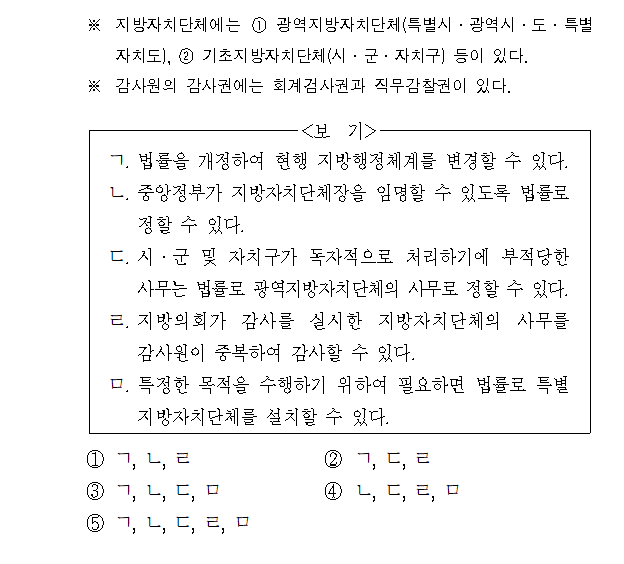 ※ 지방자치단체에는 ① 광역지방자치단체(특별시·광역시·도·특별
자치도), ② 기초지방자치단체(시·군·자치구) 등이 있다.
※ 감사원의 감사권에는 회계검사권과 직무감찰권이 있다.
<보 기>
ㄱ. 법률을 개정하여 현행 지방행정체계를 변경할 수 있다.
ㄴ. 중앙정부가 지방자치단체장을 임명할 수 있도록 법률로
정할 수 있다.
ㄷ. 시·군 및 자치구가 독자적으로 처리하기에 부적당한
사무는 법률로 광역지방자치단체의 사무로 정할 수 있다.
ㄹ. 지방의회가 감사를 실시한 지방자치단체의 사무를
감사원이 중복하여 감사할 수 있다.
ㅁ. 특정한 목적을 수행하기 위하여 필요하면 법률로 특별
지방자치단체를 설치할 수 있다.
① ㄱ, ㄴ, ㄹ ② ㄱ, ㄷ, ㄹ
③ ㄱ, ㄴ, ㄷ, ㅁ ④ ㄴ, ㄷ, ㄹ, ㅁ
⑤ ㄱ, ㄴ, ㄷ, ㄹ, ㅁ